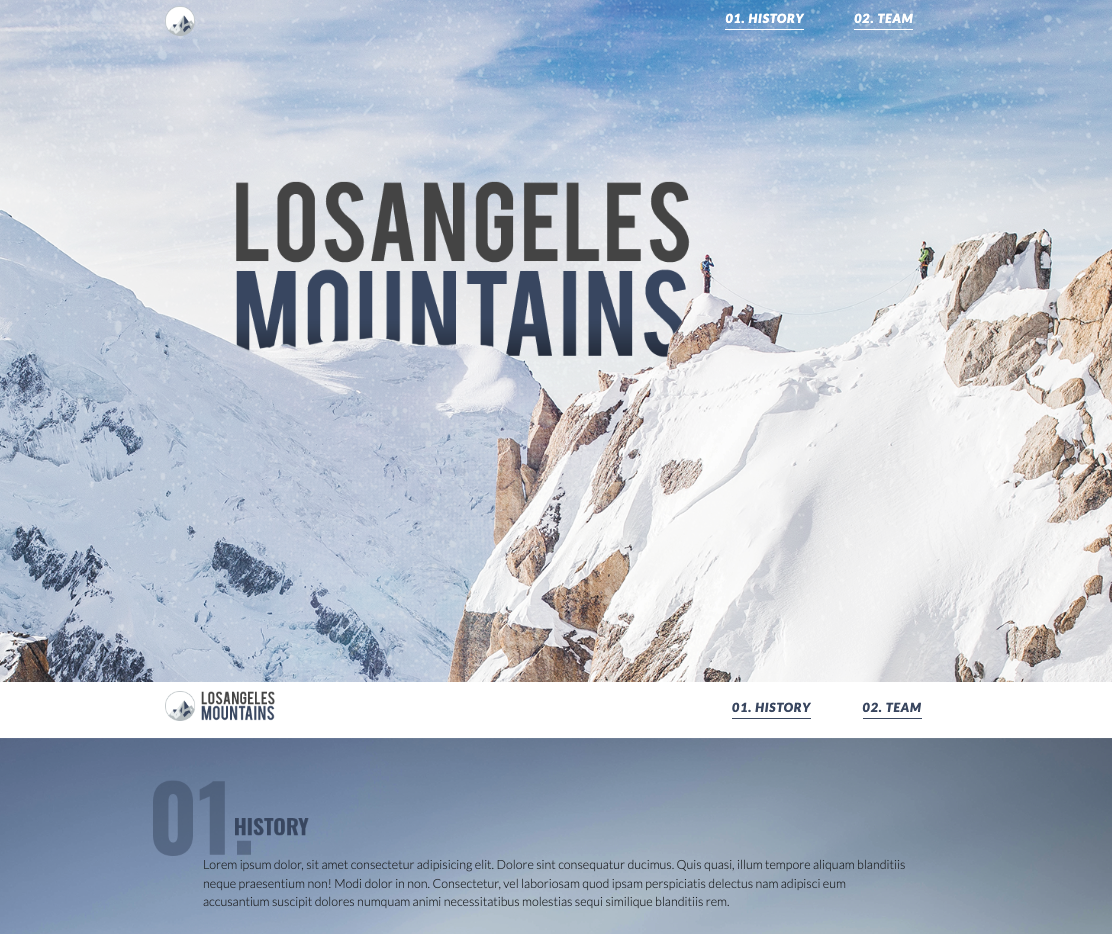 01. HISTORY
02. TEAM
LOSANGELES
MOUNTAINS
LOSANGELES
MOUNTAINS
01. HISTORY
02. TEAM
01.
HISTORY
Lorem ipsum dolor, sit amet consectetur adipisicing elit. Dolore sint consequatur ducimus. Quis quasi, illum tempore aliquam blanditiis
neque praesentium non! Modi dolor in non. Consectetur, vel laboriosam quod ipsam perspiciatis delectus nam adipisci eum
accusantium suscipit dolores numquam animi necessitatibus molestias sequi similique blanditiis rem.